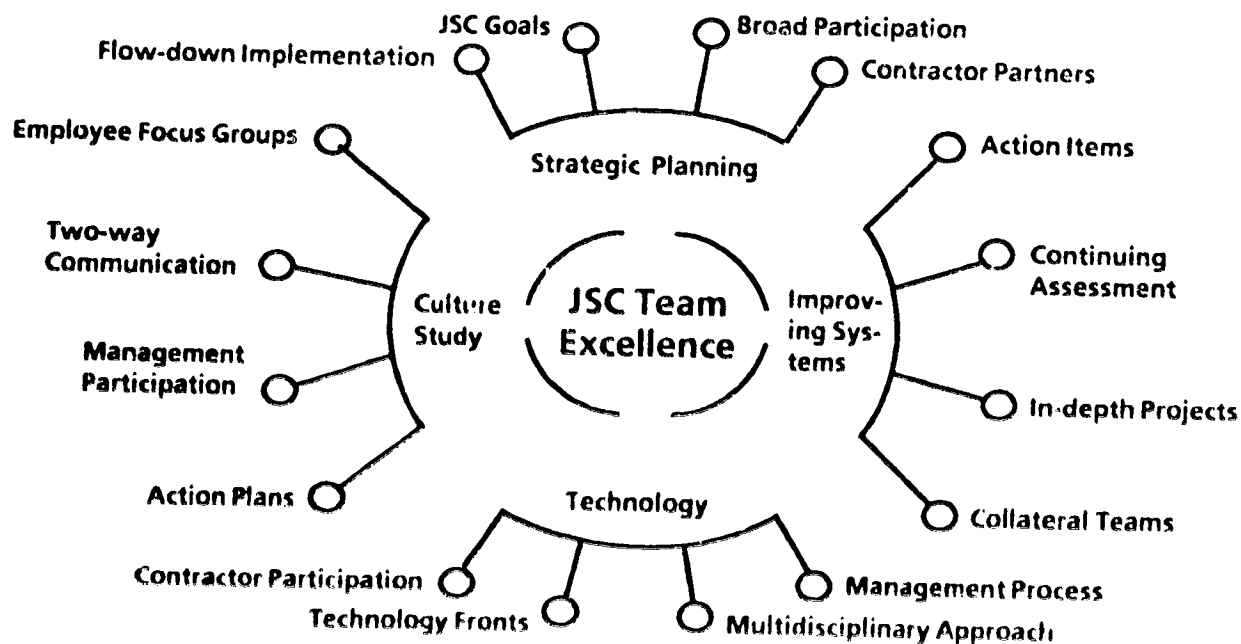 JSC Goals
Broad Participation
Flow-down Implementation
Contractor Partners
Employee Focus Groups
Action Items
Strategic Planning
Two-way
Communication
Continuing
Assessment
Culture
Study
JSC Team
Excellence
Improv-
ing Sys-
tems
Management
Participation
In-depth Projects
Action Plans
Technology
Collateral Teams
Contractor Participation
Management Process
Technology Fronts
Multidisciplinary Approach